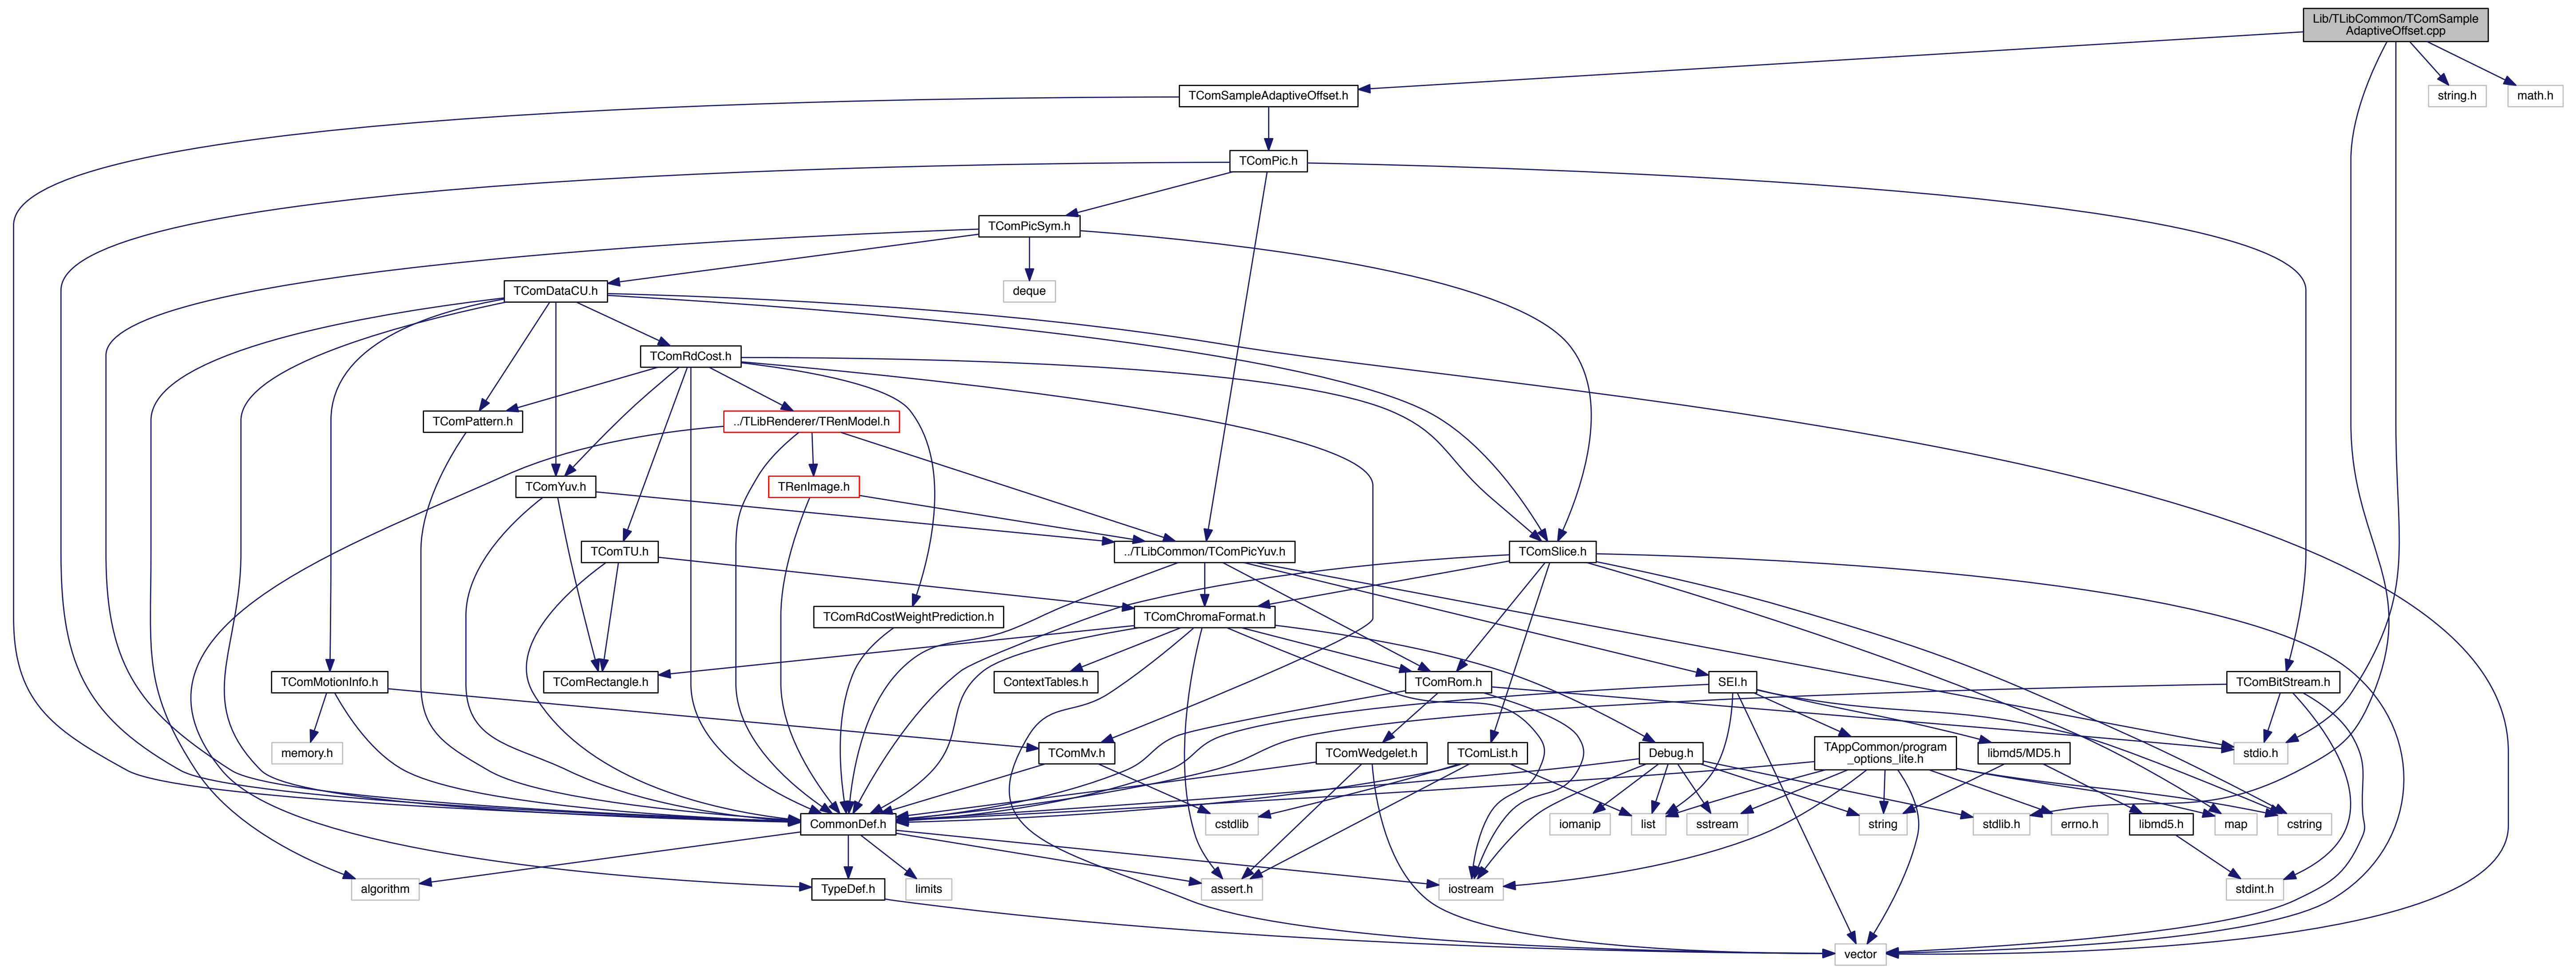 Lib/TLibCommon/TComSample
AdaptiveOffset.cpp
TComSampleAdaptiveOffset.h
string.h
math.h
TComPic.h
TComPicSym.h
TComDataCU.h
deque
TComRdCost.h
TComPattern.h
../TLibRenderer/TRenModel.h
TComYuv.h
TRenImage.h
TComTU.h
../TLibCommon/TComPicYuv.h
TComSlice.h
TComRdCostWeightPrediction.h
TComChromaFormat.h
TComMotionInfo.h
TComRectangle.h
ContextTables.h
TComRom.h
SEI.h
TComBitStream.h
memory.h
TComMv.h
TComWedgelet.h
TComList.h
Debug.h
TAppCommon/program
_options_lite.h
libmd5/MD5.h
stdio.h
CommonDef.h
cstdlib
iomanip
list
sstream
string
stdlib.h
errno.h
libmd5.h
map
cstring
algorithm
TypeDef.h
limits
assert.h
iostream
stdint.h
vector